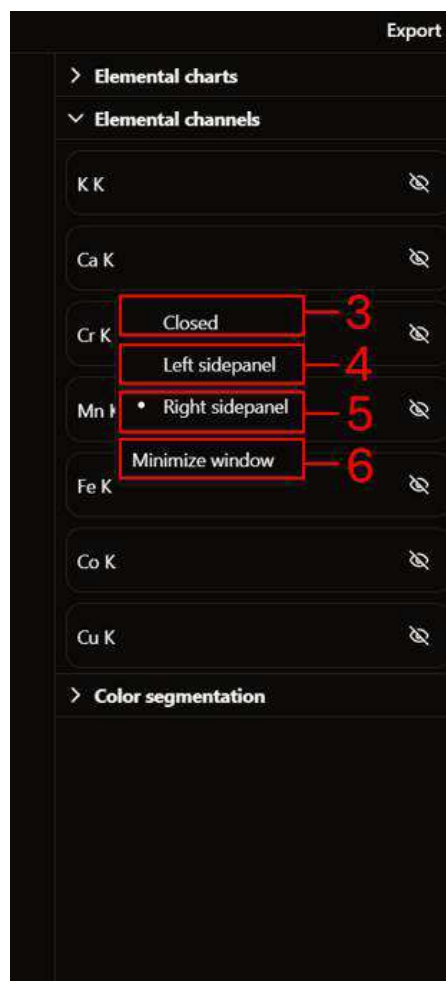 Export
Elemental charts
Elemental channels
K K
Ca K
Closed 3
Cr K
Left sidepanel 4
Mn K • Right sidepanel 5
Minimize window 6
Fe K
Co K
Cu K
Color segmentation